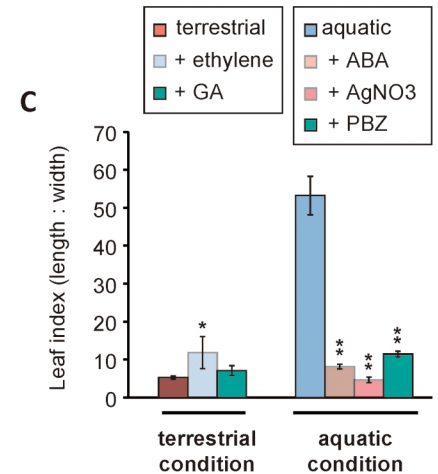 terrestrial
+ ethylene
+ GA
aquatic
+ ABA
+ AgNO3
+ PBZ
C
Leaf index (length : width)
70
60
50
40
30
20
10
0
*
**
**
**
terrestrial
condition
aquatic
condition